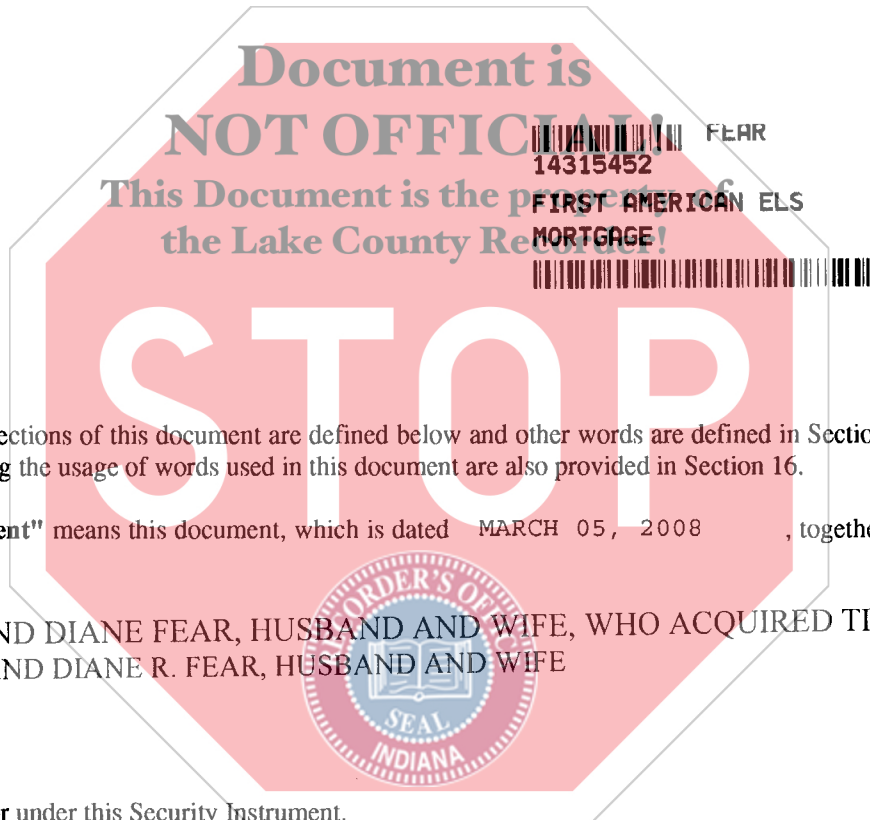 Document is
NOT OFFICIAL!
FEAR
14315452
This Document is the property of
FIRST AMERICAN ELS
the Lake County Recorder!
MORTGAGE
STOP
ections of this document are defined below and other words are defined in Sectio
g the usage of words used in this document are also provided in Section 16.
ent" means this document, which is dated MARCH 05, 2008 , togethe
ND DIANE FEAR, HUSBAND AND WIFE, WHO ACQUIRED TI
AND DIANE R. FEAR, HUSBAND AND WIFE
RECORDER'S OFFICE
SEAL
INDIANA
r under this Security Instrument.